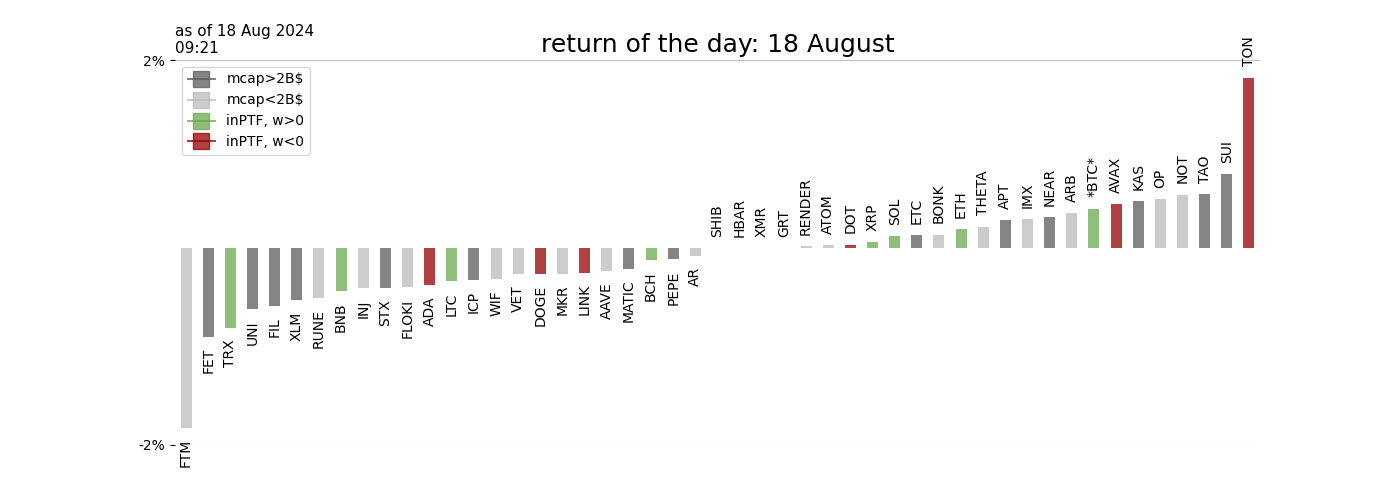 as of 18 Aug 2024
09:21
return of the day: 18 August
2%
mcap>2B$
mcap<2B$
inPTF, w>0
inPTF, w<0
-2%
FTM
FET
TRX
UNI
FIL
XLM
RUNE
BNB
INJ
STX
FLOKI
ADA
LTC
ICP
WIF
VET
DOGE
MKR
LINK
AAVE
MATIC
BCH
PEPE
AR
SHIB
HBAR
XMR
GRT
RENDER
ATOM
DOT
XRP
SOL
ETC
BONK
ETH
THETA
APT
IMX
NEAR
ARB
*BTC*
AVAX
KAS
OP
NOT
TAO
SUI
TON